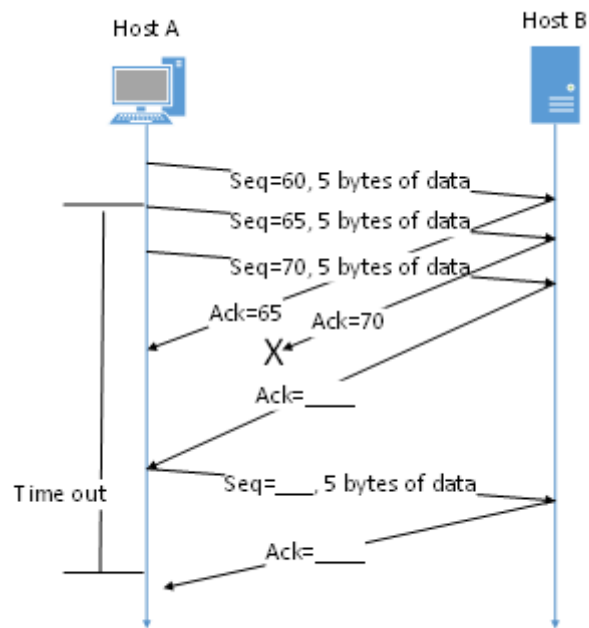 Host A
Host B
Seq=60, 5 bytes of data
Seq=65, 5 bytes of data
Seq=70, 5 bytes of data
Ack=65
Ack=70
X
Ack=____
Seq=___, 5 bytes of data
Time out
Ack=____